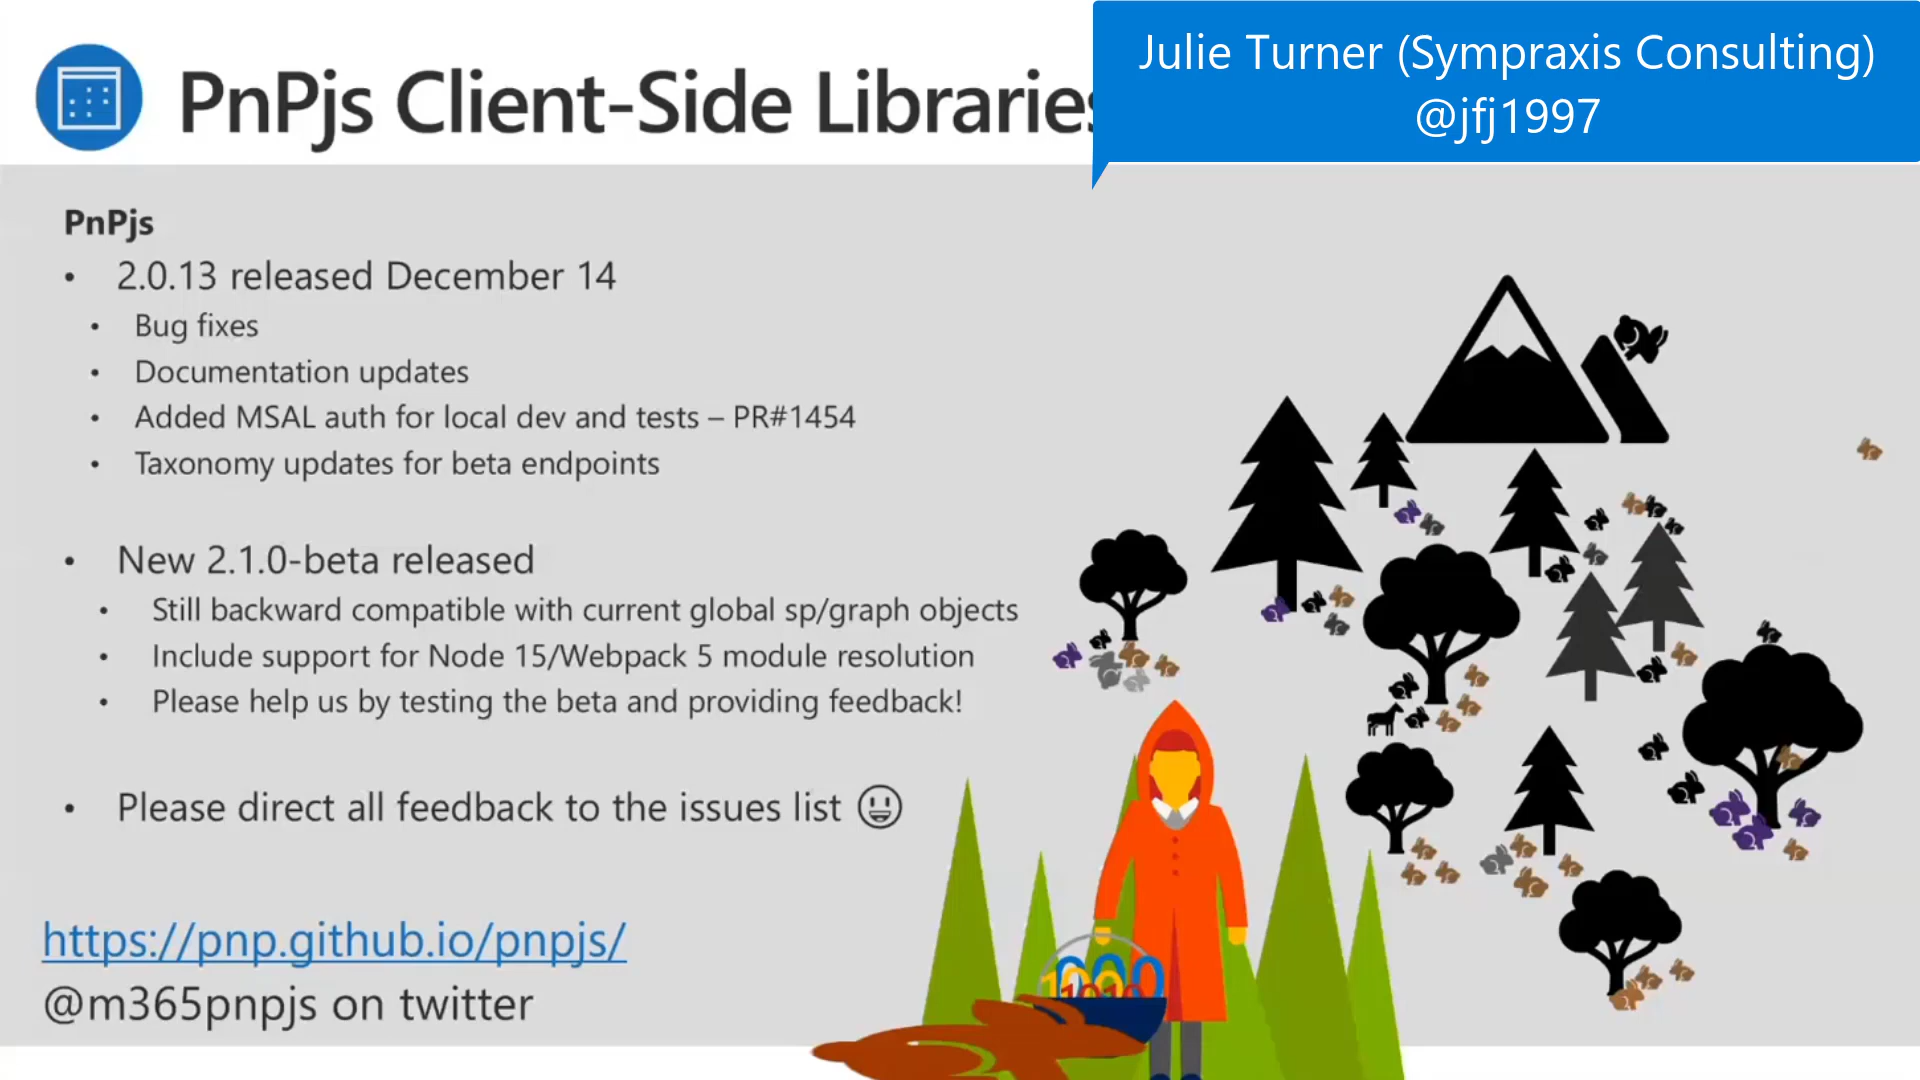 PnPjs Client-Side Libraries
Julie Turner (Sympraxis Consulting)
@jfj1997
PnPjs
• 2.0.13 released December 14
• Bug fixes
• Documentation updates
• Added MSAL auth for local dev and tests – PR#1454
• Taxonomy updates for beta endpoints
• New 2.1.0-beta released
• Still backward compatible with current global sp/graph objects
• Include support for Node 15/Webpack 5 module resolution
• Please help us by testing the beta and providing feedback!
• Please direct all feedback to the issues list 😃
https://pnp.github.io/pnpjs/
@m365pnpjs on twitter